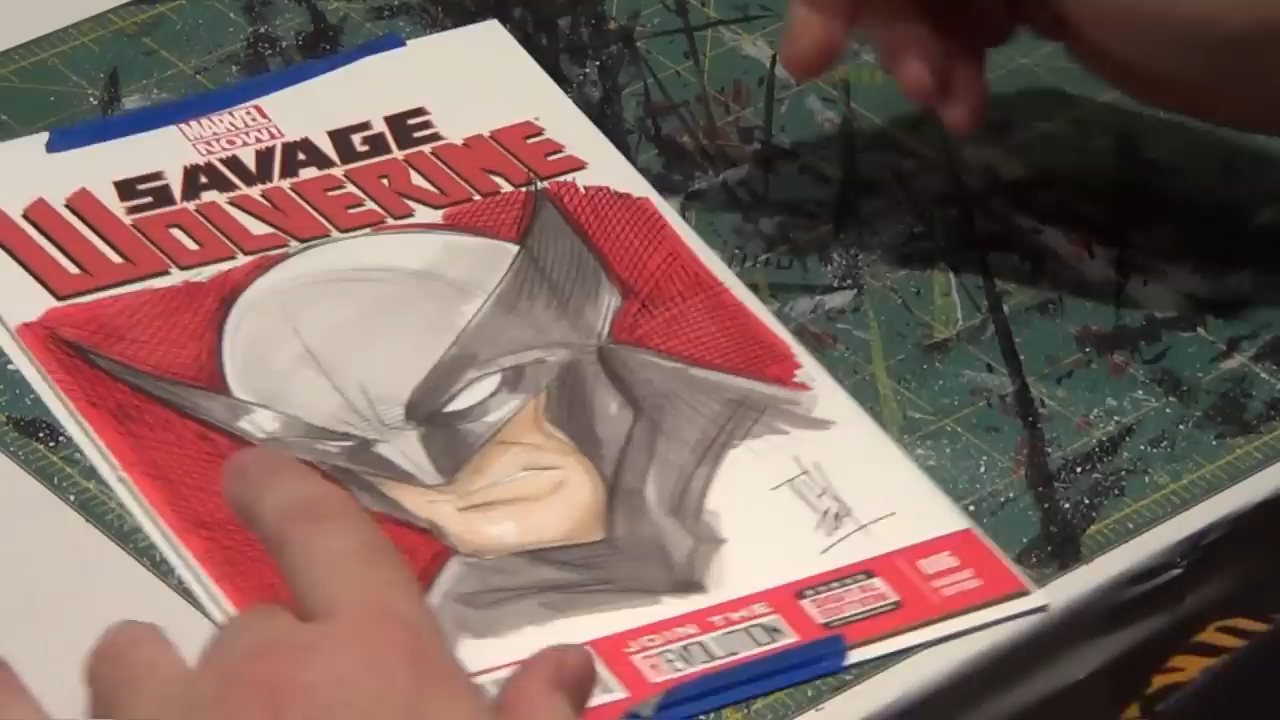 MARVEL
NOW!
SAVAGE
WOLVERINE
JOIN THE
REVOLUTION